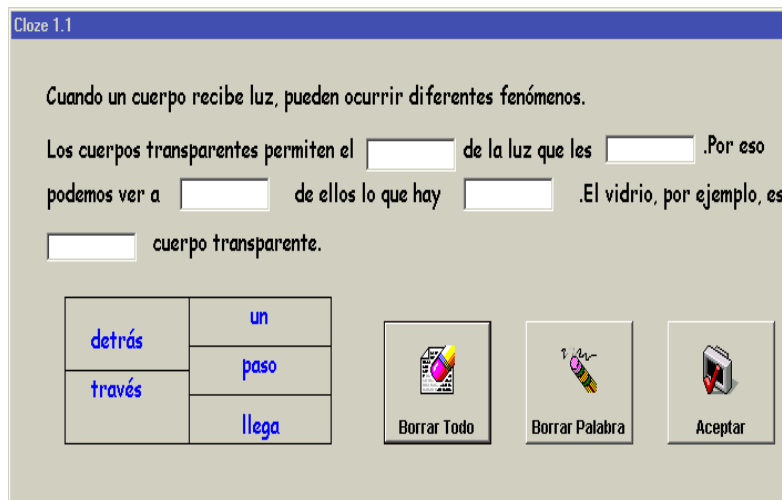 Cloze 1.1
Cuando un cuerpo recibe luz, pueden ocurrir diferentes fenómenos.
Los cuerpos transparentes permiten el de la luz que les .Por eso
podemos ver a de ellos lo que hay .El vidrio, por ejemplo, es
cuerpo transparente.
detrás
través
un
paso
llega
Borrar Todo
Borrar Palabra
Aceptar